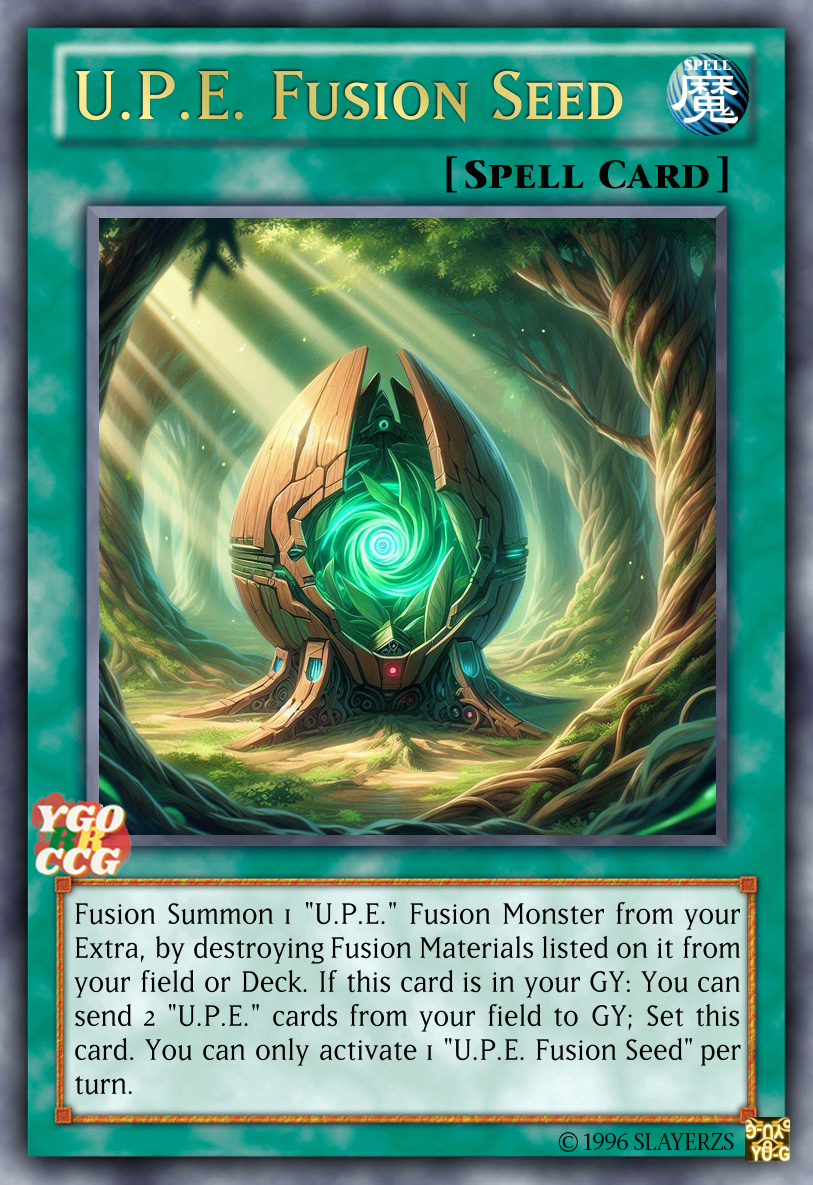 U.P.E. Fusion Seed
SPELL
魔
[Spell Card]
YGO
BR
CCG
Fusion Summon 1 "U.P.E." Fusion Monster from your
Extra, by destroying Fusion Materials listed on it from
your field or Deck. If this card is in your GY: You can
send 2 "U.P.E." cards from your field to GY; Set this
card. You can only activate 1 "U.P.E. Fusion Seed" per
turn.
© 1996 SLAYERZS